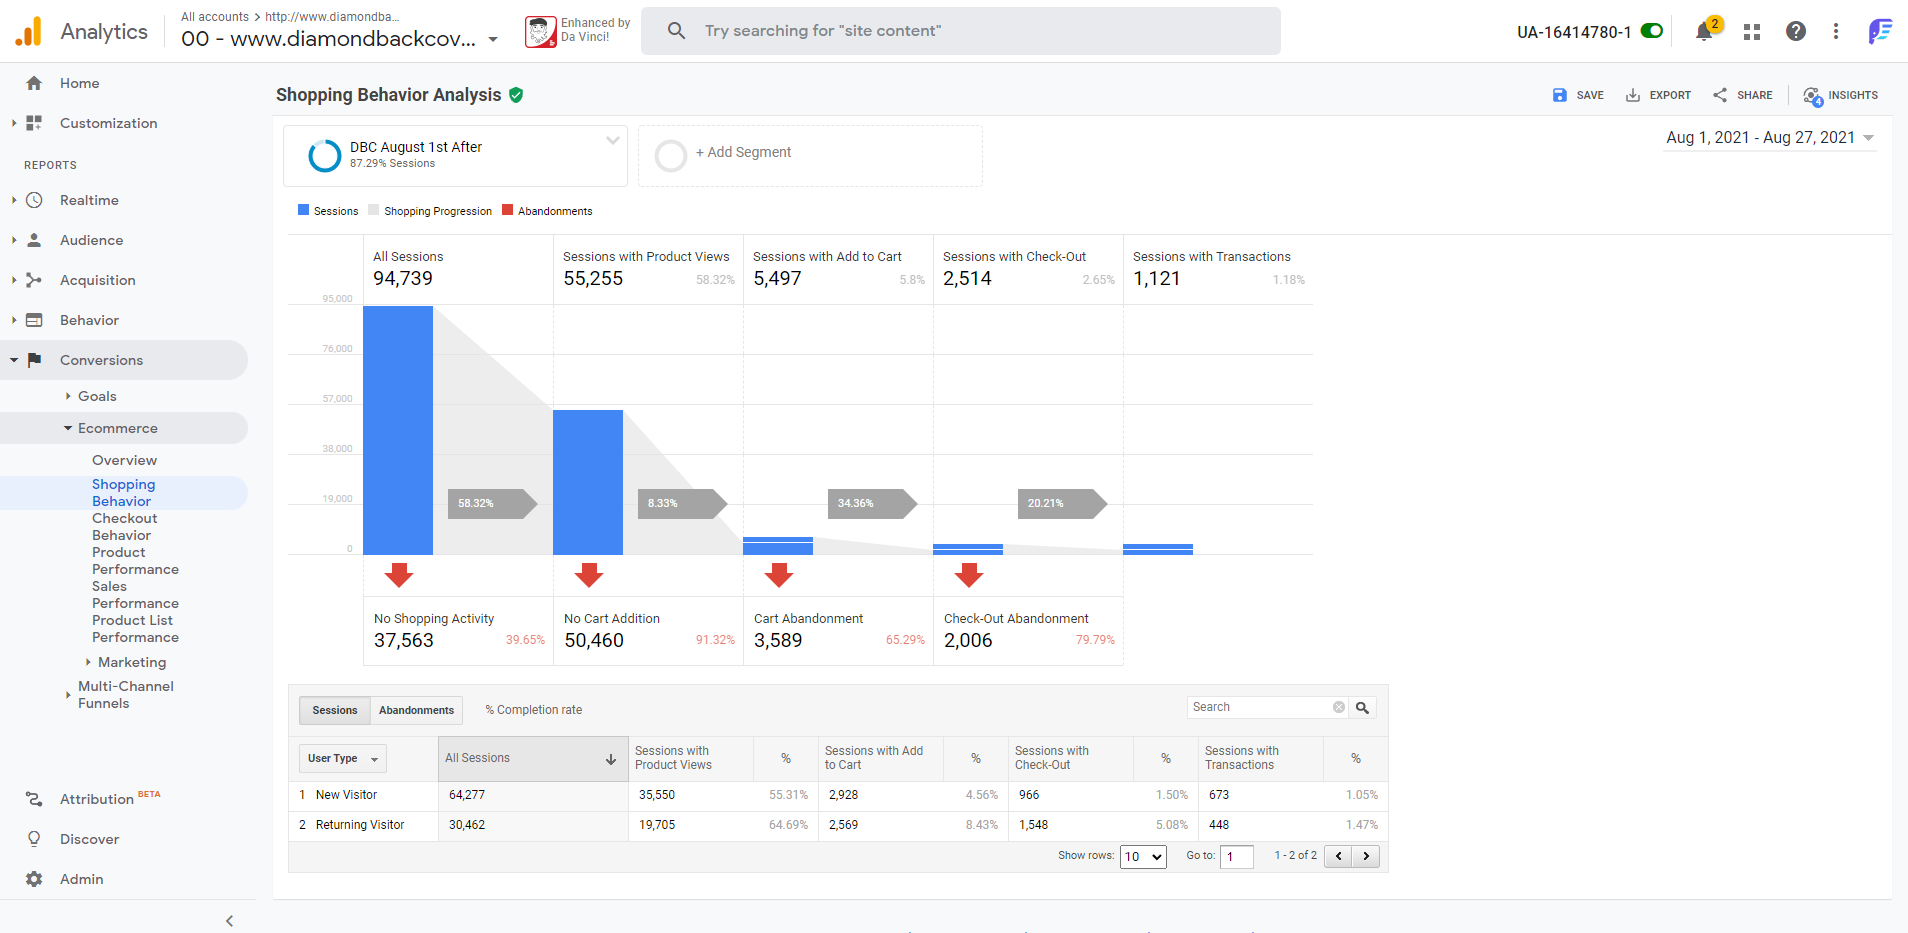 Analytics
All accounts > http://www.diamondba...
00 - www.diamondbackcov...
Enhanced by
Da Vinci!
Try searching for "site content"
UA-16414780-1
2
Home
Customization
REPORTS
Realtime
Audience
Acquisition
Behavior
Conversions
Goals
Ecommerce
Overview
Shopping
Behavior
Checkout
Behavior
Product
Performance
Sales
Performance
Product List
Performance
Marketing
Multi-Channel
Funnels
Attribution BETA
Discover
Admin
Shopping Behavior Analysis
SAVE
EXPORT
SHARE
4
INSIGHTS
DBC August 1st After
87.29% Sessions
+ Add Segment
Aug 1, 2021 - Aug 27, 2021
Sessions Shopping Progression Abandonments
All Sessions
94,739
Sessions with Product Views
55,255 58.32%
Sessions with Add to Cart
5,497 5.8%
Sessions with Check-Out
2,514 2.65%
Sessions with Transactions
1,121 1.18%
95,000
76,000
57,000
38,000
19,000
0
58.32%
8.33%
34.36%
20.21%
No Shopping Activity
37,563 39.65%
No Cart Addition
50,460 91.32%
Cart Abandonment
3,589 65.29%
Check-Out Abandonment
2,006 79.79%
Sessions Abandonments % Completion rate
Search
User Type
All Sessions
Sessions with
Product Views
%
Sessions with Add
to Cart
%
Sessions with
Check-Out
%
Sessions with
Transactions
%
1 New Visitor 64,277 35,550 55.31% 2,928 4.56% 966 1.50% 673 1.05%
2 Returning Visitor 30,462 19,705 64.69% 2,569 8.43% 1,548 5.08% 448 1.47%
Show rows: 10 Go to: 1 1 - 2 of 2